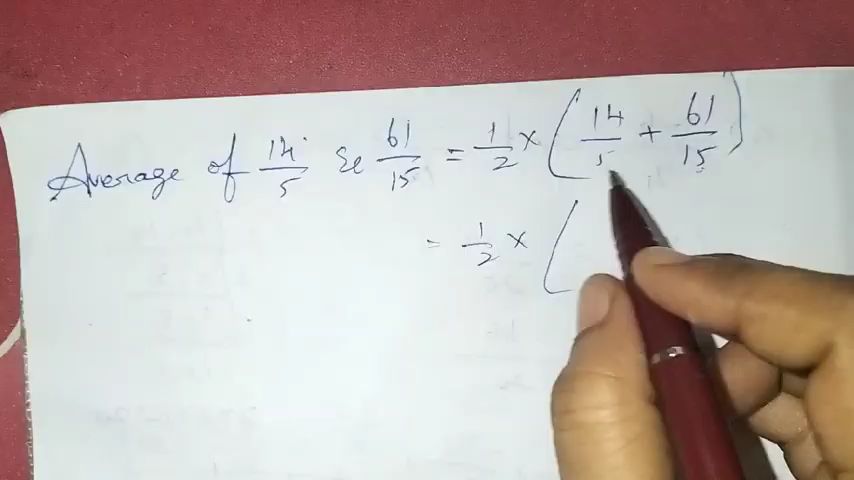 Average of 14/5 & 61/15 = 1/2 × ( 14/5 + 61/15 )
= 1/2 × (